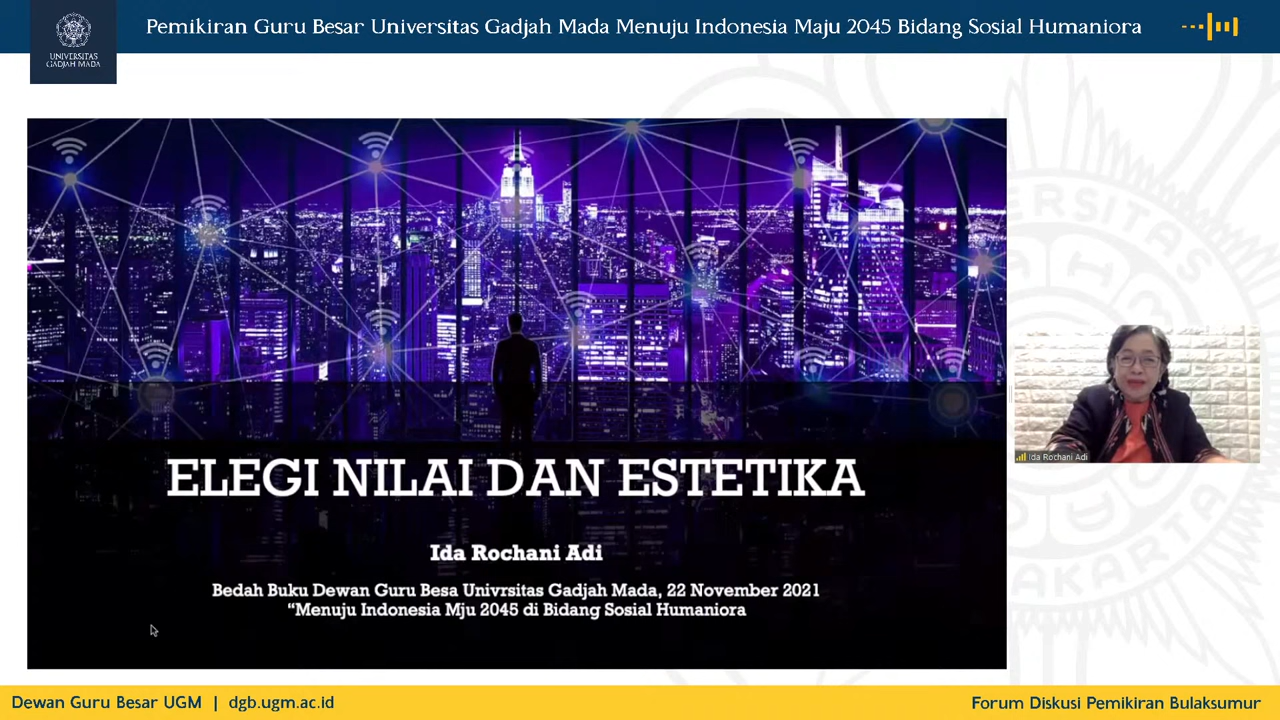 Pemikiran Guru Besar Universitas Gadjah Mada Menuju Indonesia Maju 2045 Bidang Sosial Humaniora
UNIVERSITAS
GADJAH MADA
ELEGI NILAI DAN ESTETIKA
Ida Rochani Adi
Bedah Buku Dewan Guru Besa Univrsitas Gadjah Mada, 22 November 2021
“Menuju Indonesia Mju 2045 di Bidang Sosial Humaniora
Ida Rochani Adi
Dewan Guru Besar UGM | dgb.ugm.ac.id
Forum Diskusi Pemikiran Bulaksumur